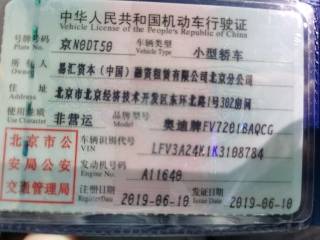 中华人民共和国机动车行驶证
Vehicle License of the People's Republic of China
号牌号码 京N0DT50 车辆类型 小型轿车
Plate No. Vehicle Type
所有人 易汇资本（中国）融资租赁有限公司北京分公司
Owner
住址 北京市北京经济技术开发区东环北路1号302房间
Address
使用性质 非营运 品牌型号 奥迪牌FV7201BAQCG
Use Character Model
北京市公安局公安交通管理局
车辆识别代号 LFV3A24K1K3108784
VIN
发动机号码 A11640
Engine No.
注册日期 2019-06-10 发证日期 2019-06-10
Register Date Issue Date